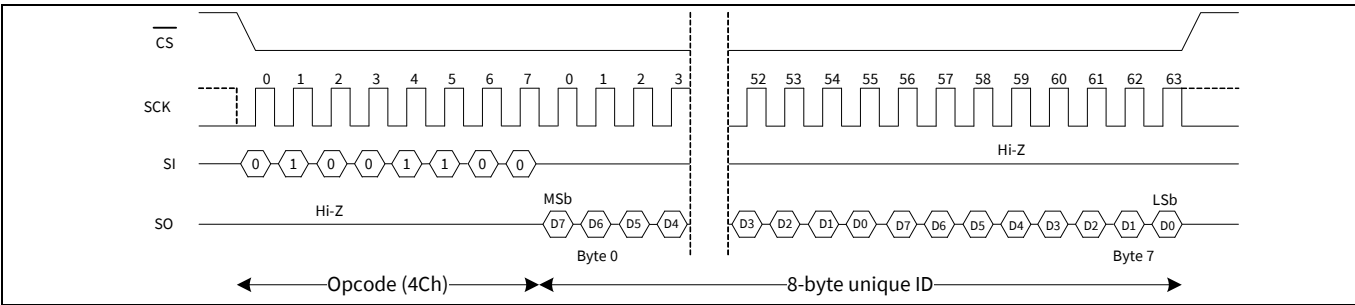 CS
0 1 2 3 4 5 6 7 0 1 2 3 52 53 54 55 56 57 58 59 60 61 62 63
SCK
Hi-Z
SI 0 1 0 0 1 1 0 0
MSb LSb
Hi-Z
SO D7 D6 D5 D4 D3 D2 D1 D0 D7 D6 D5 D4 D3 D2 D1 D0
Byte 0 Byte 7
Opcode (4Ch) 8-byte unique ID